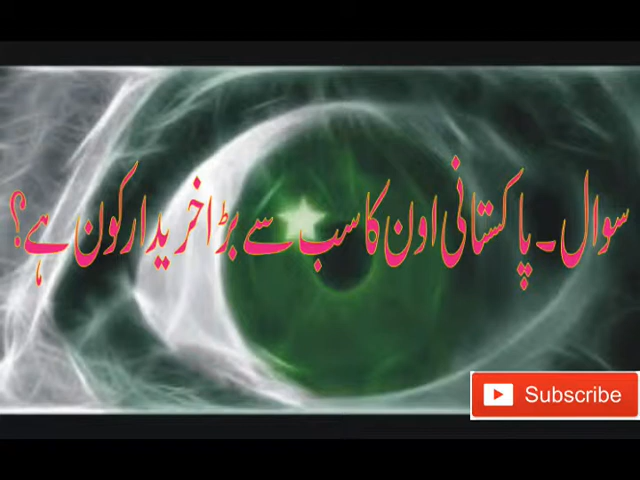 سوال۔ پاکستانی اون کا سب سے بڑا خریدار کون ہے؟
Subscribe